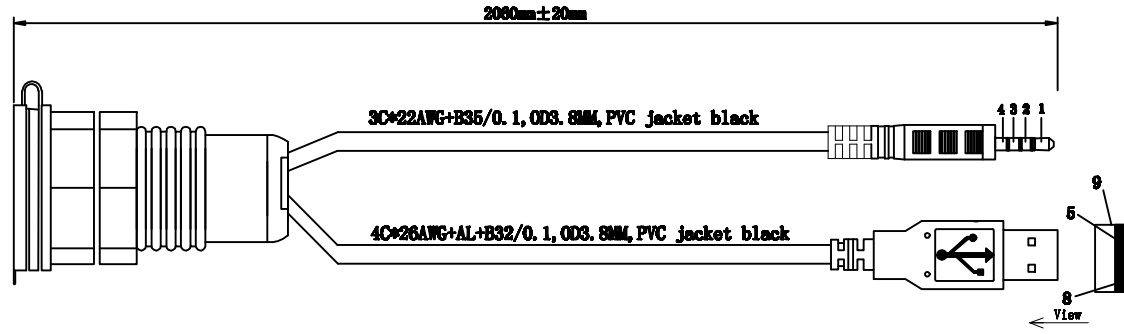 2060mm±20mm
3C*22AWG+B35/0.1,OD3.8MM,PVC jacket black
4 3 2 1
9
5
4C*26AWG+AL+B32/0.1,OD3.8MM,PVC jacket black
8
View